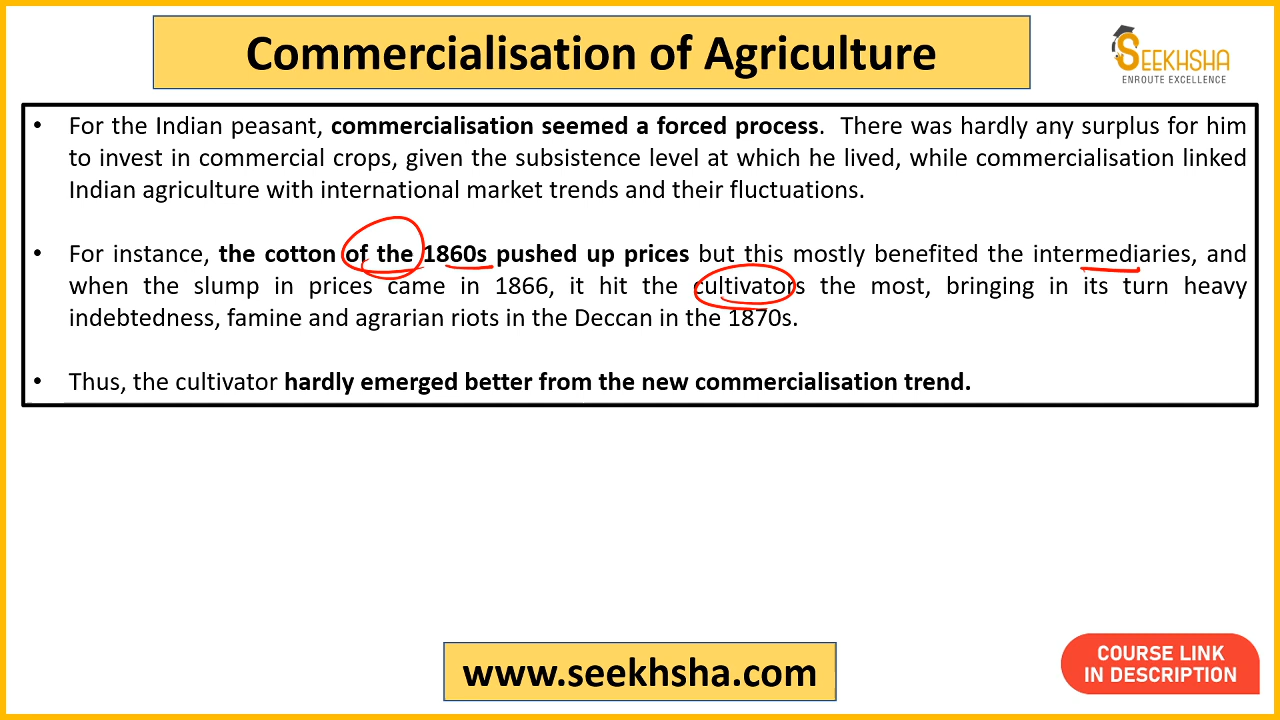 Commercialisation of Agriculture
SEEKHSHA
ENROUTE EXCELLENCE
• For the Indian peasant, commercialisation seemed a forced process. There was hardly any surplus for him
to invest in commercial crops, given the subsistence level at which he lived, while commercialisation linked
Indian agriculture with international market trends and their fluctuations.
• For instance, the cotton of the 1860s pushed up prices but this mostly benefited the intermediaries, and
when the slump in prices came in 1866, it hit the cultivators the most, bringing in its turn heavy
indebtedness, famine and agrarian riots in the Deccan in the 1870s.
• Thus, the cultivator hardly emerged better from the new commercialisation trend.
www.seekhsha.com
COURSE LINK
IN DESCRIPTION